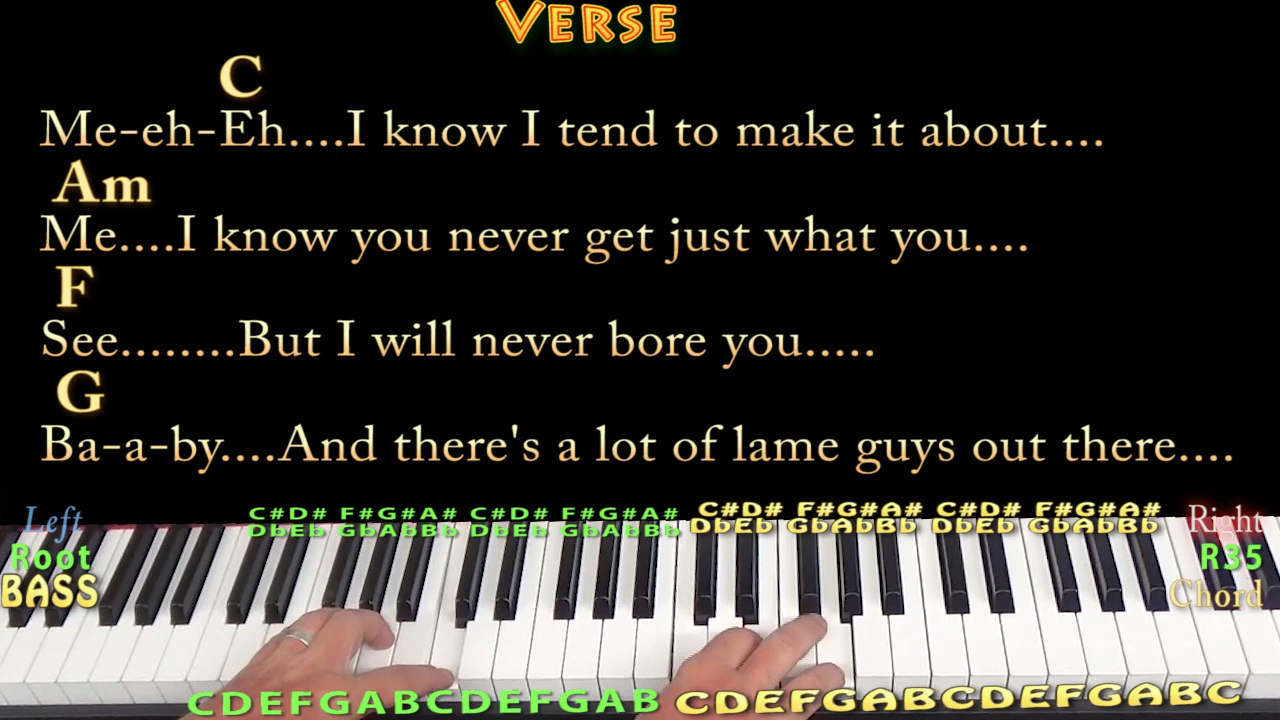 VERSE
C
Me-eh-Eh....I know I tend to make it about....
Am
Me....I know you never get just what you....
F
See........But I will never bore you.....
G
Ba-a-by....And there's a lot of lame guys out there....
Left
Root
BASS
C#D# F#G#A# C#D# F#G#A#
DbEb GbAbBb DbEb GbAbBb
C#D# F#G#A# C#D# F#G#A#
DbEb GbAbBb DbEb GbAbBb
Right
R35
Chord
CDEFGABCDEFGAB
CDEFGABCDEFGABC